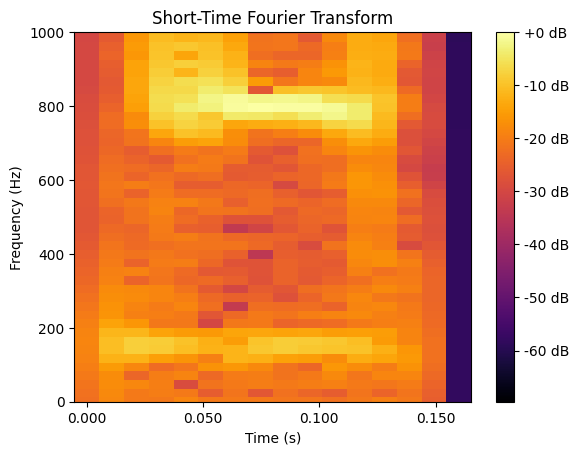 Short-Time Fourier Transform
1000
800
600
400
200
0
Frequency (Hz)
0.000
0.050
0.100
0.150
Time (s)
+0 dB
-10 dB
-20 dB
-30 dB
-40 dB
-50 dB
-60 dB